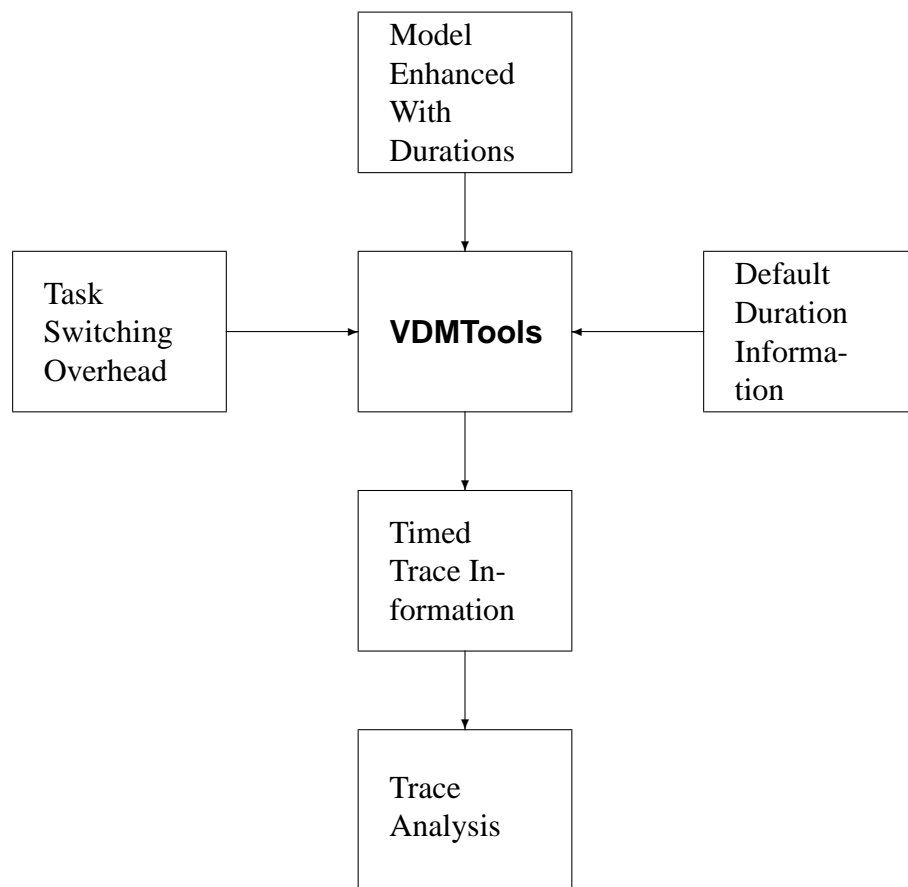 Model
Enhanced
With
Durations
Task
Switching
Overhead
VDMTools
Default
Duration
Informa-
tion
Timed
Trace In-
formation
Trace
Analysis